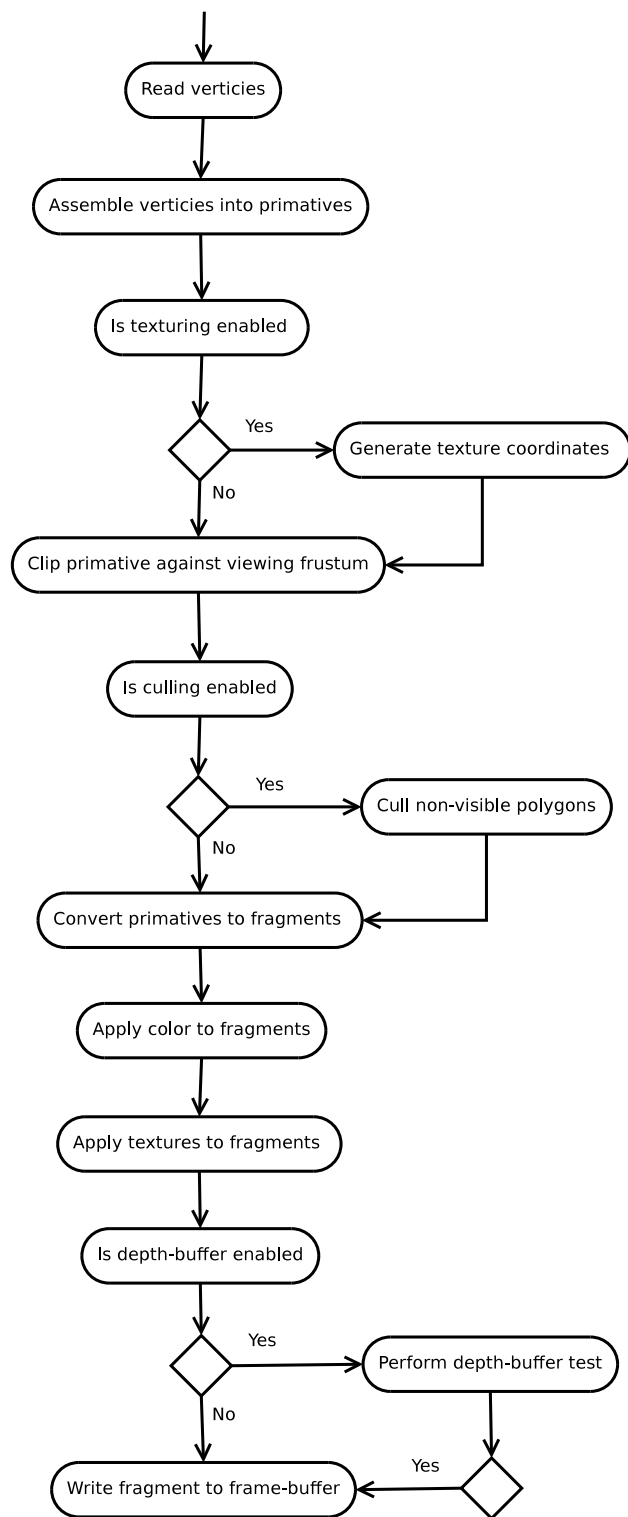 Read verticies
Assemble verticies into primatives
Is texturing enabled
Yes
Generate texture coordinates
No
Clip primative against viewing frustum
Is culling enabled
Yes
Cull non-visible polygons
No
Convert primatives to fragments
Apply color to fragments
Apply textures to fragments
Is depth-buffer enabled
Yes
Perform depth-buffer test
No
Yes
Write fragment to frame-buffer